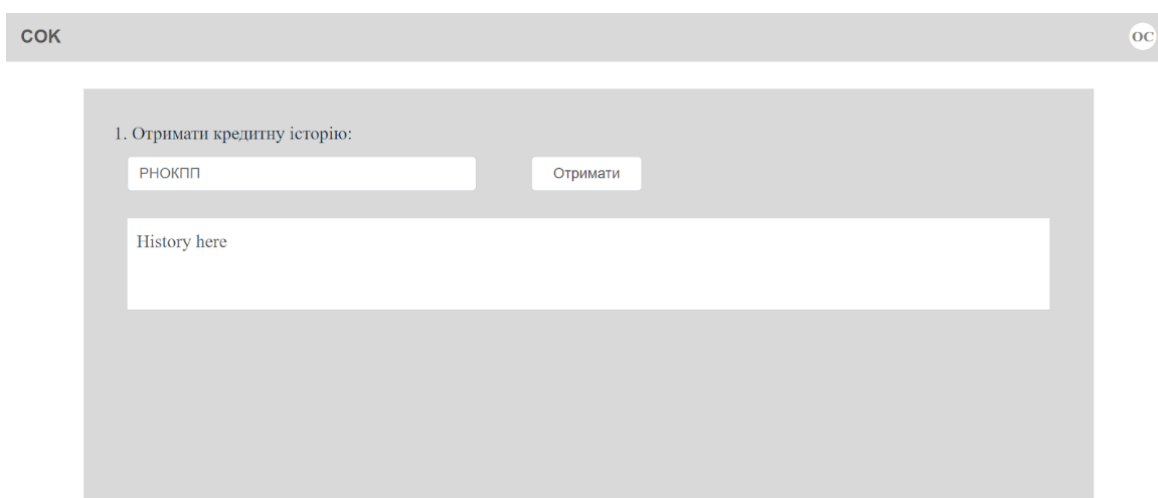 СОК
ОС
1. Отримати кредитну історію:
РНОКПП
Отримати
History here